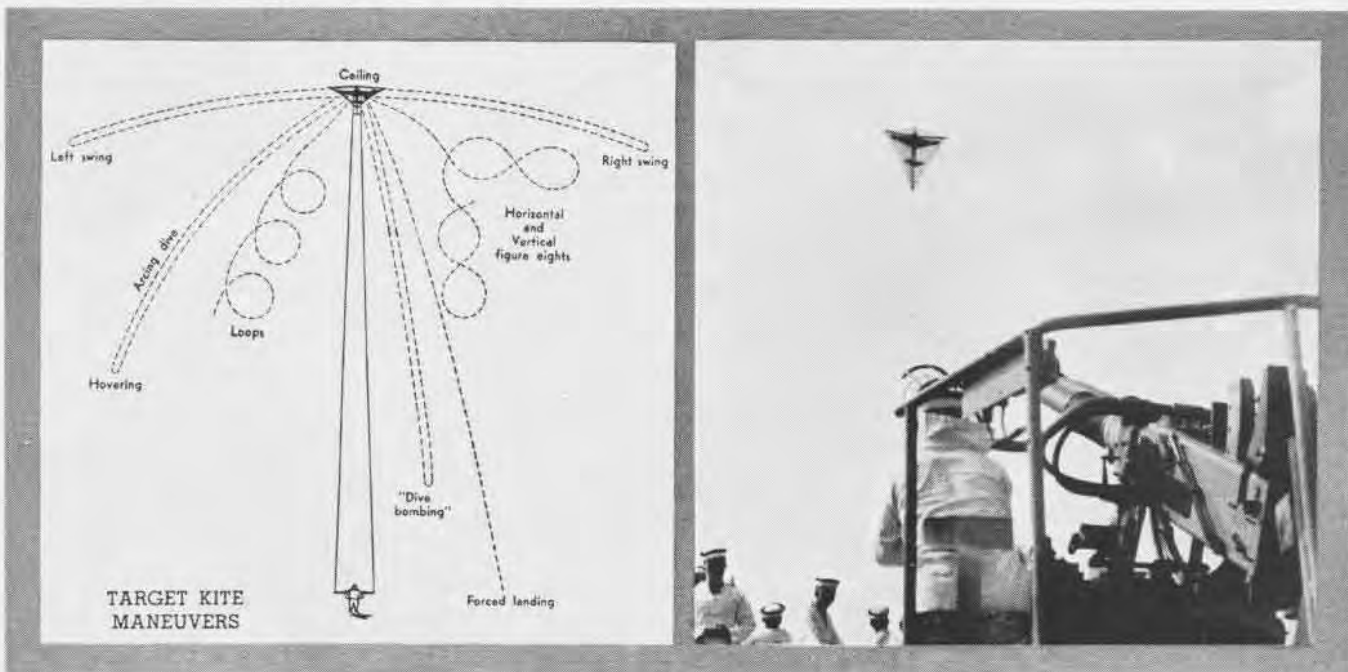 Ceiling
Left swing
Right swing
Arcing dive
Horizontal
and
Vertical
figure eights
Loops
Hovering
"Dive
bombing"
Forced landing
TARGET KITE
MANEUVERS